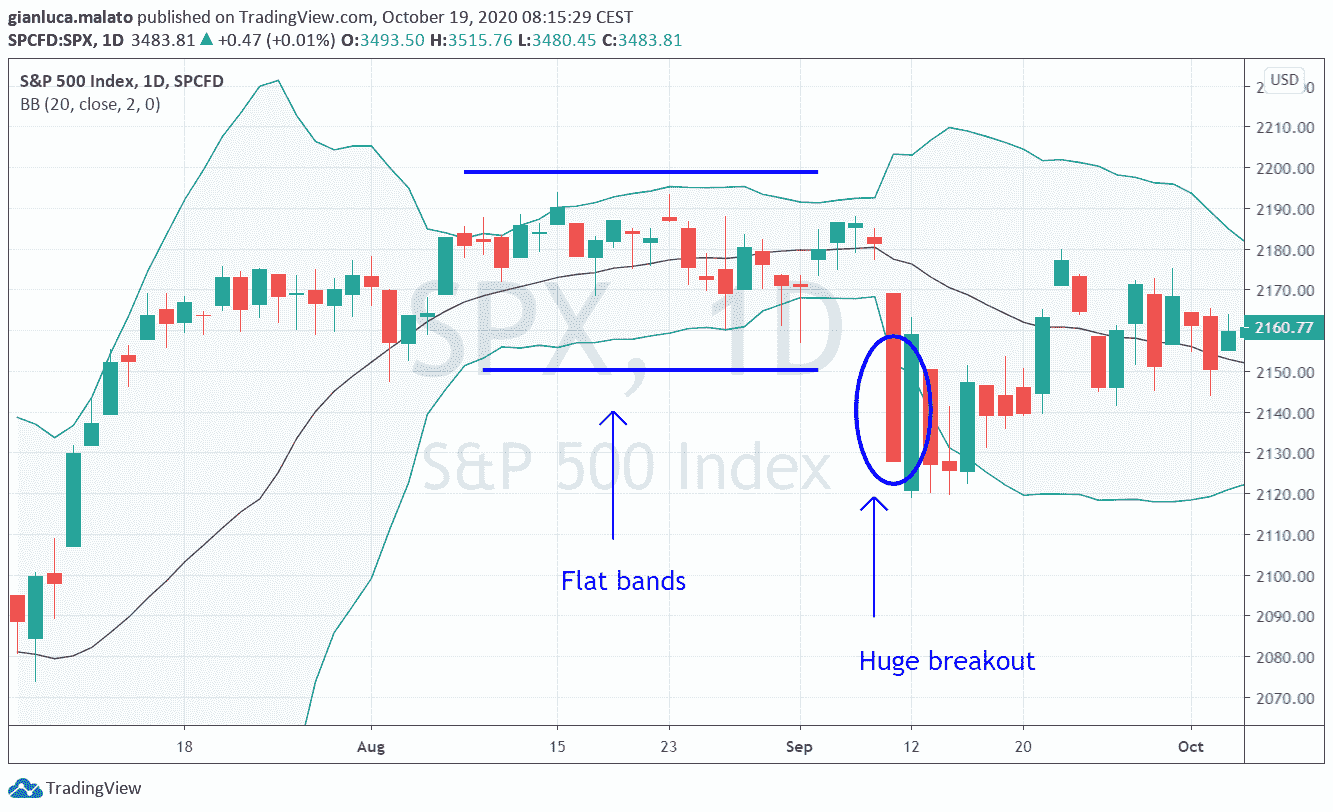 gianluca.malato published on TradingView.com, October 19, 2020 08:15:29 CEST
SPCFD:SPX, 1D 3483.81 ▲ +0.47 (+0.01%) O:3493.50 H:3515.76 L:3480.45 C:3483.81
S&P 500 Index, 1D, SPCFD
BB (20, close, 2, 0)
USD
2210.00
2200.00
2190.00
2180.00
2170.00
2160.77
2150.00
2140.00
2130.00
2120.00
2110.00
2100.00
2090.00
2080.00
2070.00
SPX, 1D
S&P 500 Index
Flat bands
Huge breakout
18 Aug 15 23 Sep 12 20 Oct
TradingView